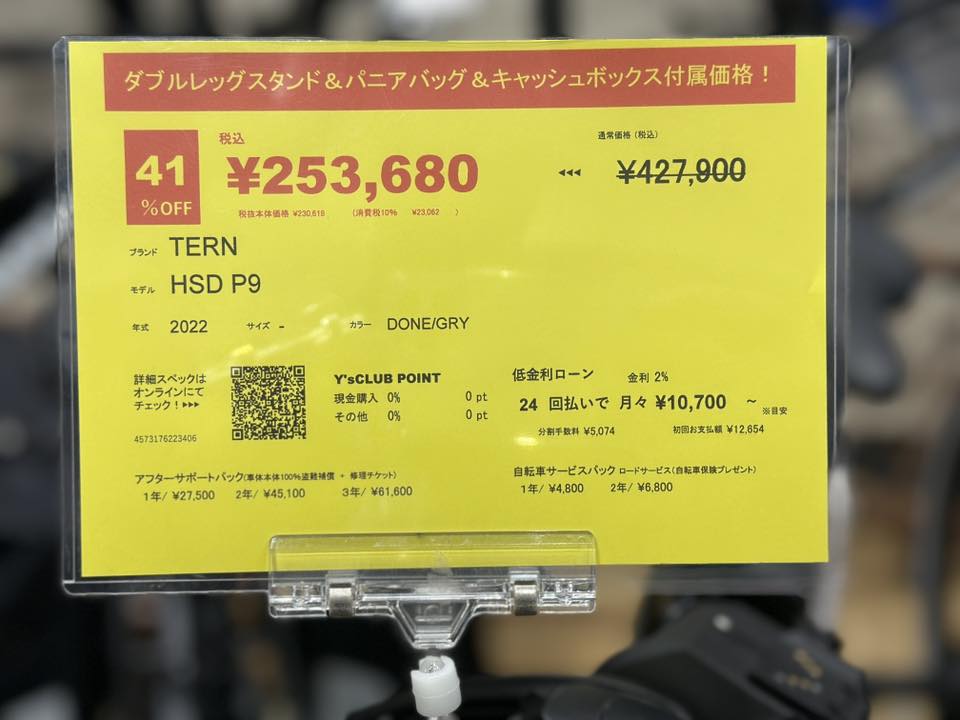 ダブルレッグスタンド＆パニアバッグ＆キャッシュボックス付属価格！
41
%OFF
税込
¥253,680
◂◂◂
通常価格（税込）
¥427,900
税抜本体価格 ¥230,618 （消費税10% ¥23,062 ）
ブランド TERN
モデル HSD P9
年式 2022 サイズ - カラー DONE/GRY
詳細スペックは
オンラインにて
チェック！▸▸▸
4573176223406
Y'sCLUB POINT
現金購入 0% 0 pt
その他 0% 0 pt
低金利ローン 金利 2%
24 回払いで 月々 ¥10,700 ～ ※目安
分割手数料 ¥5,074 初回お支払額 ¥12,654
アフターサポートパック(車体本体100%盗難補償 + 修理チケット)
1年/ ¥27,500 2年/ ¥45,100 3年/ ¥61,600
自転車サービスパック ロードサービス(自転車保険プレゼント)
1年/ ¥4,800 2年/ ¥6,800